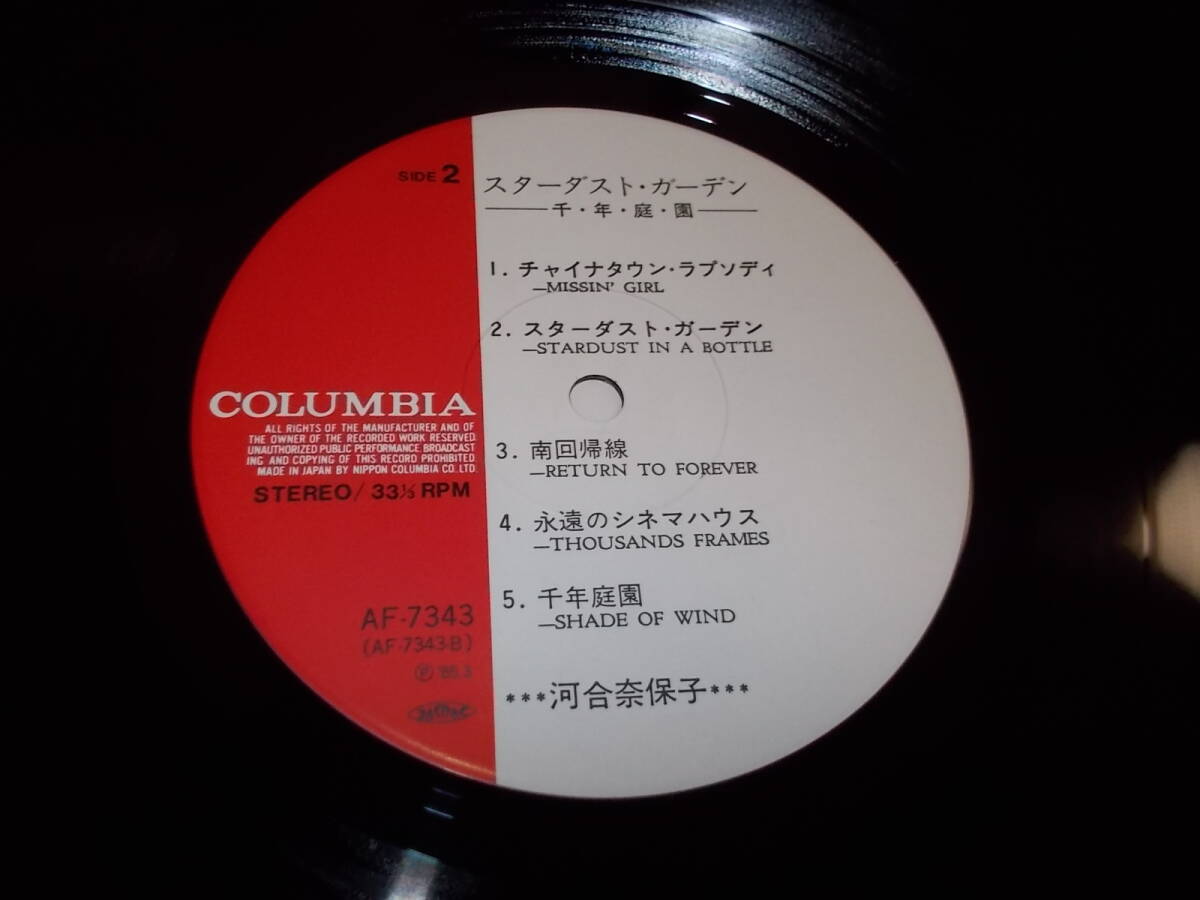 SIDE 2
スターダスト・ガーデン
千・年・庭・園
1. チャイナタウン・ラプソディ
—MISSIN' GIRL
2. スターダスト・ガーデン
—STARDUST IN A BOTTLE
3. 南回帰線
—RETURN TO FOREVER
4. 永遠のシネマハウス
—THOUSANDS FRAMES
5. 千年庭園
—SHADE OF WIND
***河合奈保子***
COLUMBIA
ALL RIGHTS OF THE MANUFACTURER AND OF
THE OWNER OF THE RECORDED WORK RESERVED.
UNAUTHORIZED PUBLIC PERFORMANCE. BROADCAST
ING AND COPYING OF THIS RECORD PROHIBITED.
MADE IN JAPAN BY NIPPON COLUMBIA CO. LTD.
STEREO/ 33⅓ RPM
AF-7343
(AF-7343-B)